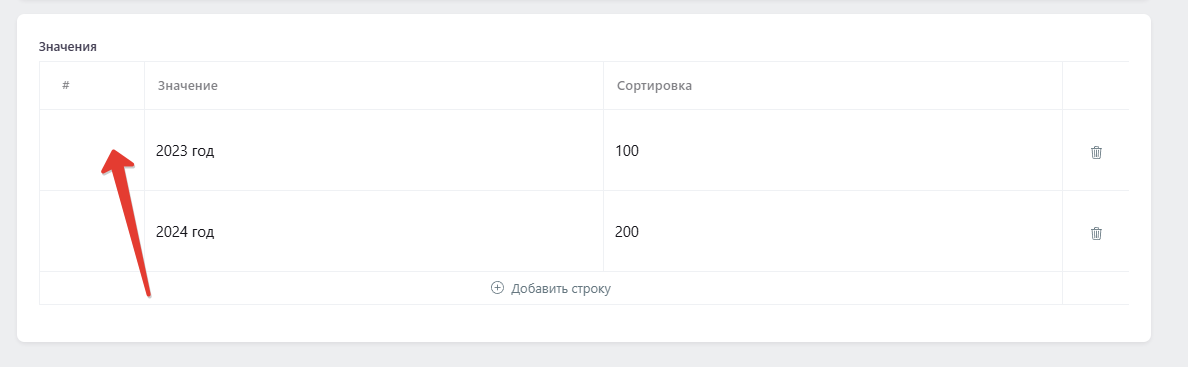 Значения
# Значение Сортировка
2023 год 100
2024 год 200
Добавить строку